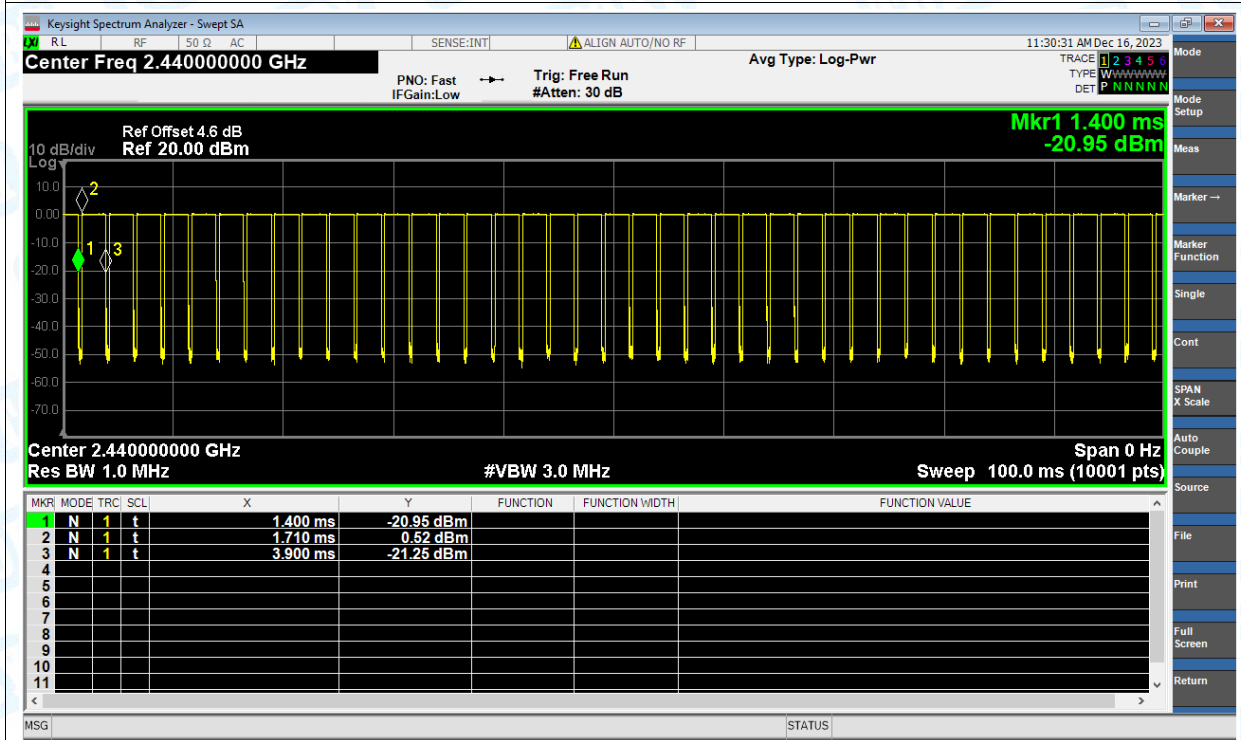 Keysight Spectrum Analyzer - Swept SA
LXI RL RF 50 Ω AC SENSE:INT ALIGN AUTO/NO RF 11:30:31 AM Dec 16, 2023
Center Freq 2.440000000 GHz
PNO: Fast
IFGain:Low
Trig: Free Run
#Atten: 30 dB
Avg Type: Log-Pwr
TRACE 1 2 3 4 5 6
TYPE WWWWWW
DET P N N N N N
Mkr1 1.400 ms
-20.95 dBm
Ref Offset 4.6 dB
10 dB/div Ref 20.00 dBm
Log
10.0
0.00
-10.0
-20.0
-30.0
-40.0
-50.0
-60.0
-70.0
2
1
3
Center 2.440000000 GHz Span 0 Hz
Res BW 1.0 MHz #VBW 3.0 MHz Sweep 100.0 ms (10001 pts)
MKR MODE TRC SCL X Y FUNCTION FUNCTION WIDTH FUNCTION VALUE
1 N 1 t 1.400 ms -20.95 dBm
2 N 1 t 1.710 ms 0.52 dBm
3 N 1 t 3.900 ms -21.25 dBm
4
5
6
7
8
9
10
11
MSG STATUS
Mode
Mode
Setup
Meas
Marker →
Marker
Function
Single
Cont
SPAN
X Scale
Auto
Couple
Source
File
Print
Full
Screen
Return